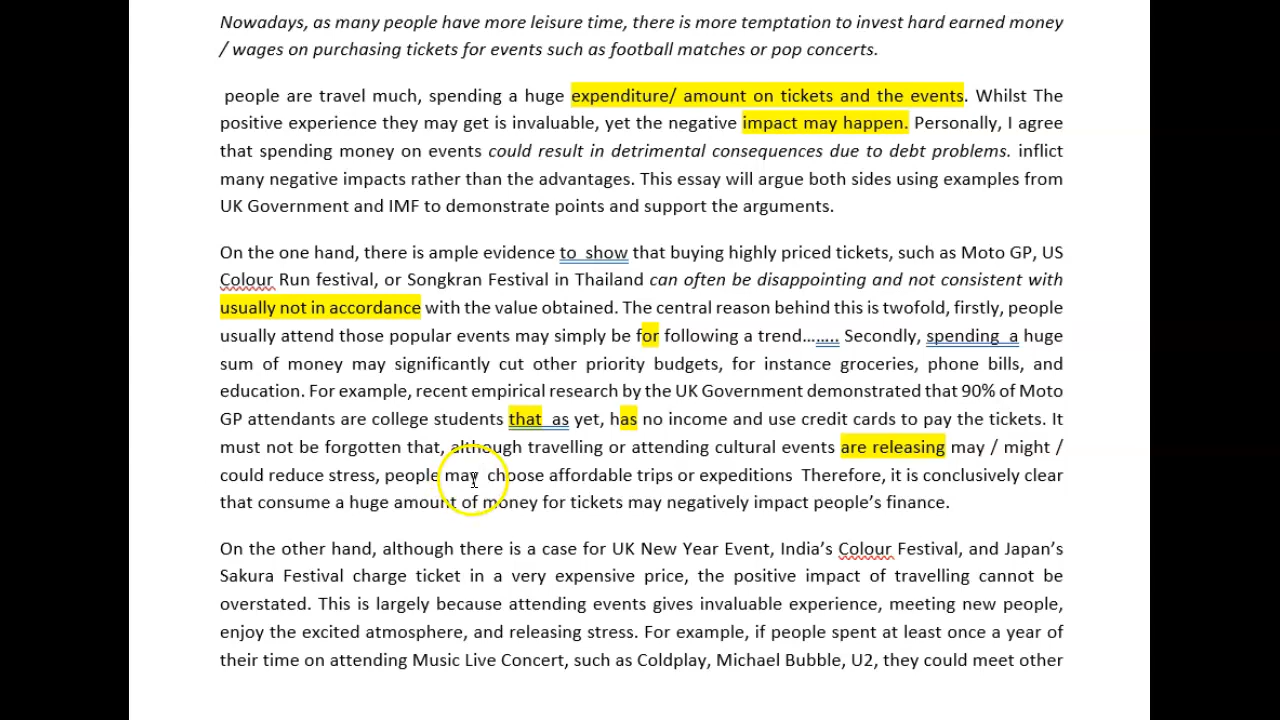 Nowadays, as many people have more leisure time, there is more temptation to invest hard earned money
/ wages on purchasing tickets for events such as football matches or pop concerts.
people are travel much, spending a huge expenditure/ amount on tickets and the events. Whilst The
positive experience they may get is invaluable, yet the negative impact may happen. Personally, I agree
that spending money on events could result in detrimental consequences due to debt problems. inflict
many negative impacts rather than the advantages. This essay will argue both sides using examples from
UK Government and IMF to demonstrate points and support the arguments.
On the one hand, there is ample evidence to  show that buying highly priced tickets, such as Moto GP, US
Colour Run festival, or Songkran Festival in Thailand can often be disappointing and not consistent with
usually not in accordance with the value obtained. The central reason behind this is twofold, firstly, people
usually attend those popular events may simply be for following a trend…….. Secondly, spending  a huge
sum of money may significantly cut other priority budgets, for instance groceries, phone bills, and
education. For example, recent empirical research by the UK Government demonstrated that 90% of Moto
GP attendants are college students that  as yet, has no income and use credit cards to pay the tickets. It
must not be forgotten that, although travelling or attending cultural events are releasing may / might /
could reduce stress, people may  choose affordable trips or expeditions  Therefore, it is conclusively clear
that consume a huge amount of money for tickets may negatively impact people’s finance.
On the other hand, although there is a case for UK New Year Event, India’s Colour Festival, and Japan’s
Sakura Festival charge ticket in a very expensive price, the positive impact of travelling cannot be
overstated. This is largely because attending events gives invaluable experience, meeting new people,
enjoy the excited atmosphere, and releasing stress. For example, if people spent at least once a year of
their time on attending Music Live Concert, such as Coldplay, Michael Bubble, U2, they could meet other